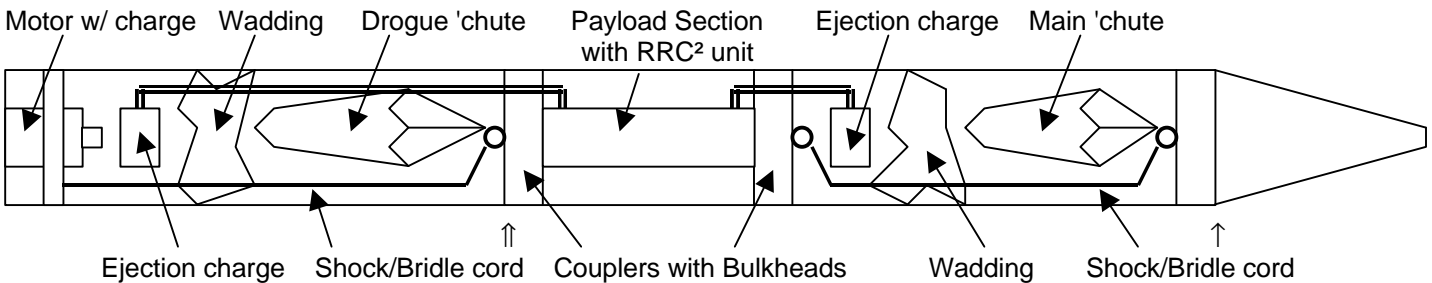 Motor w/ charge
Wadding
Drogue 'chute
Payload Section
with RRC² unit
Ejection charge
Main 'chute
⇑
↑
Ejection charge
Shock/Bridle cord
Couplers with Bulkheads
Wadding
Shock/Bridle cord